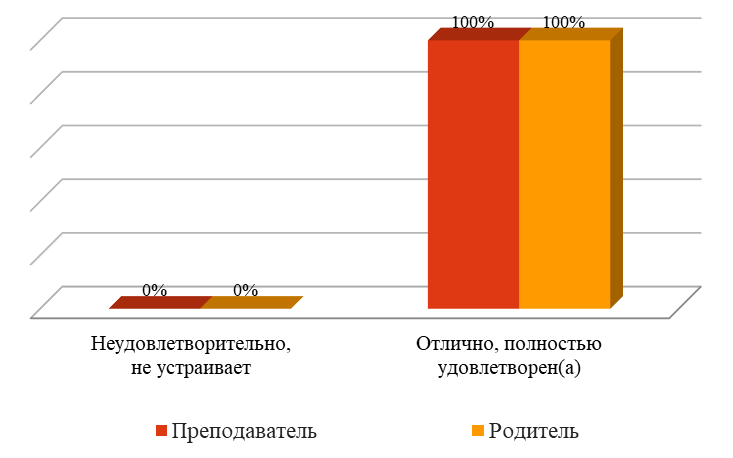 100% 100%
0% 0%
Неудовлетворительно,
не устраивает
Отлично, полностью
удовлетворен(а)
Преподаватель
Родитель